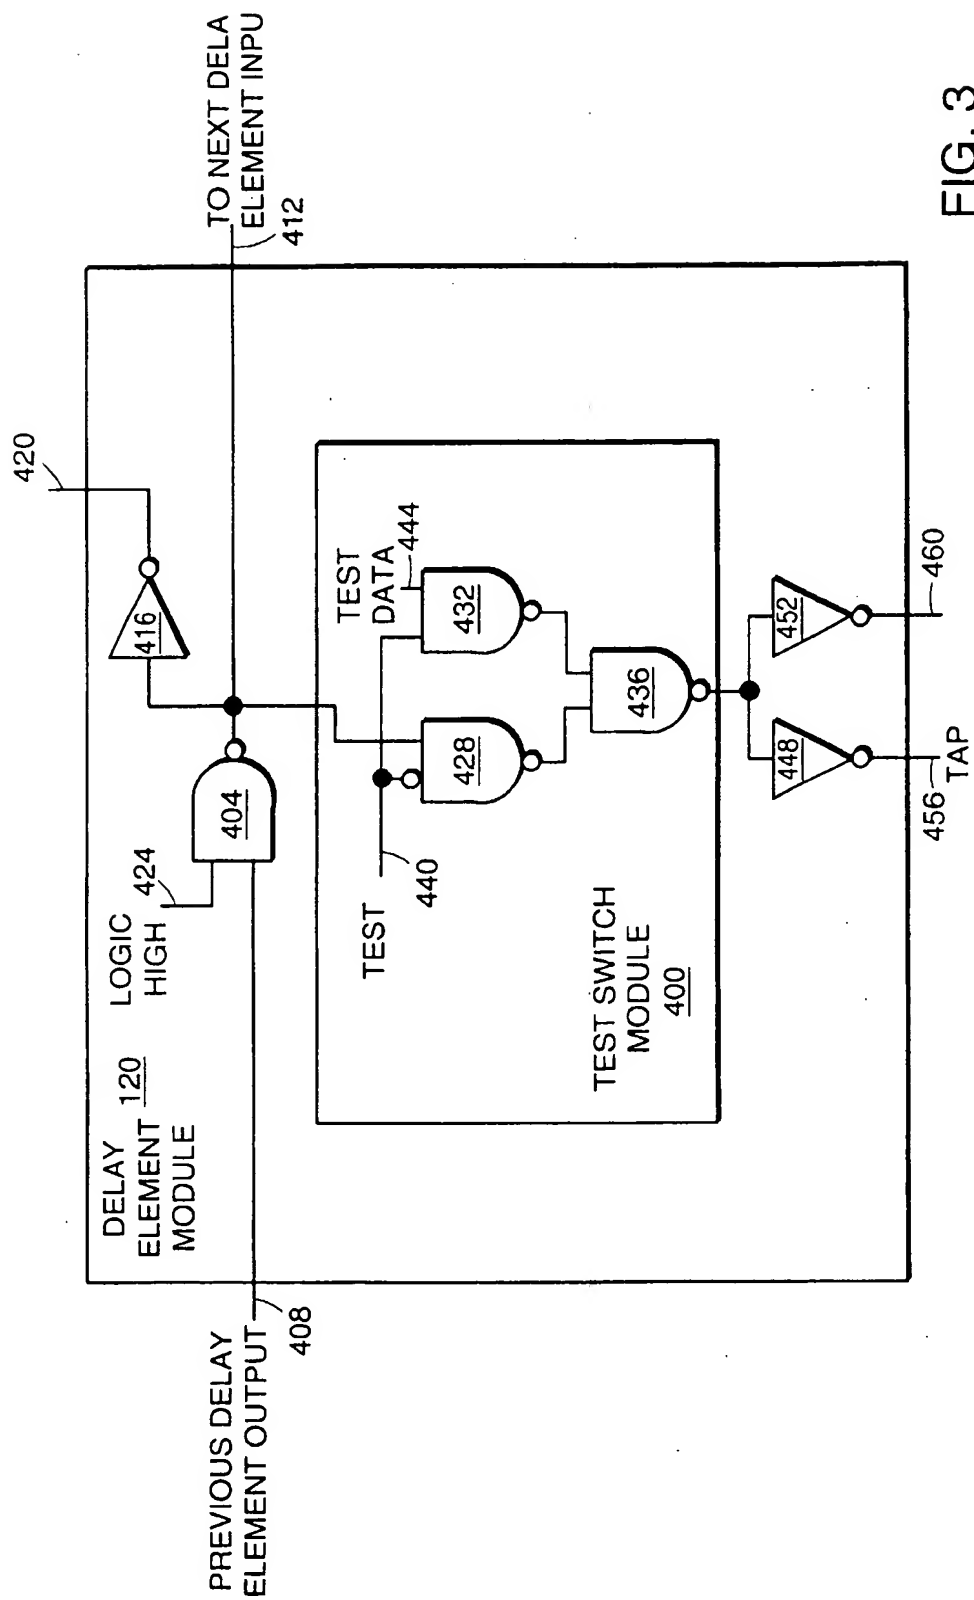 PREVIOUS DELAY
ELEMENT OUTPUT
408
DELAY
ELEMENT 120
MODULE
LOGIC
HIGH
424
404
416
420
TO NEXT DELA
ELEMENT INPU
412
TEST
440
TEST
DATA
444
428
432
436
TEST SWITCH
MODULE
400
448
452
456
TAP
460
FIG. 3